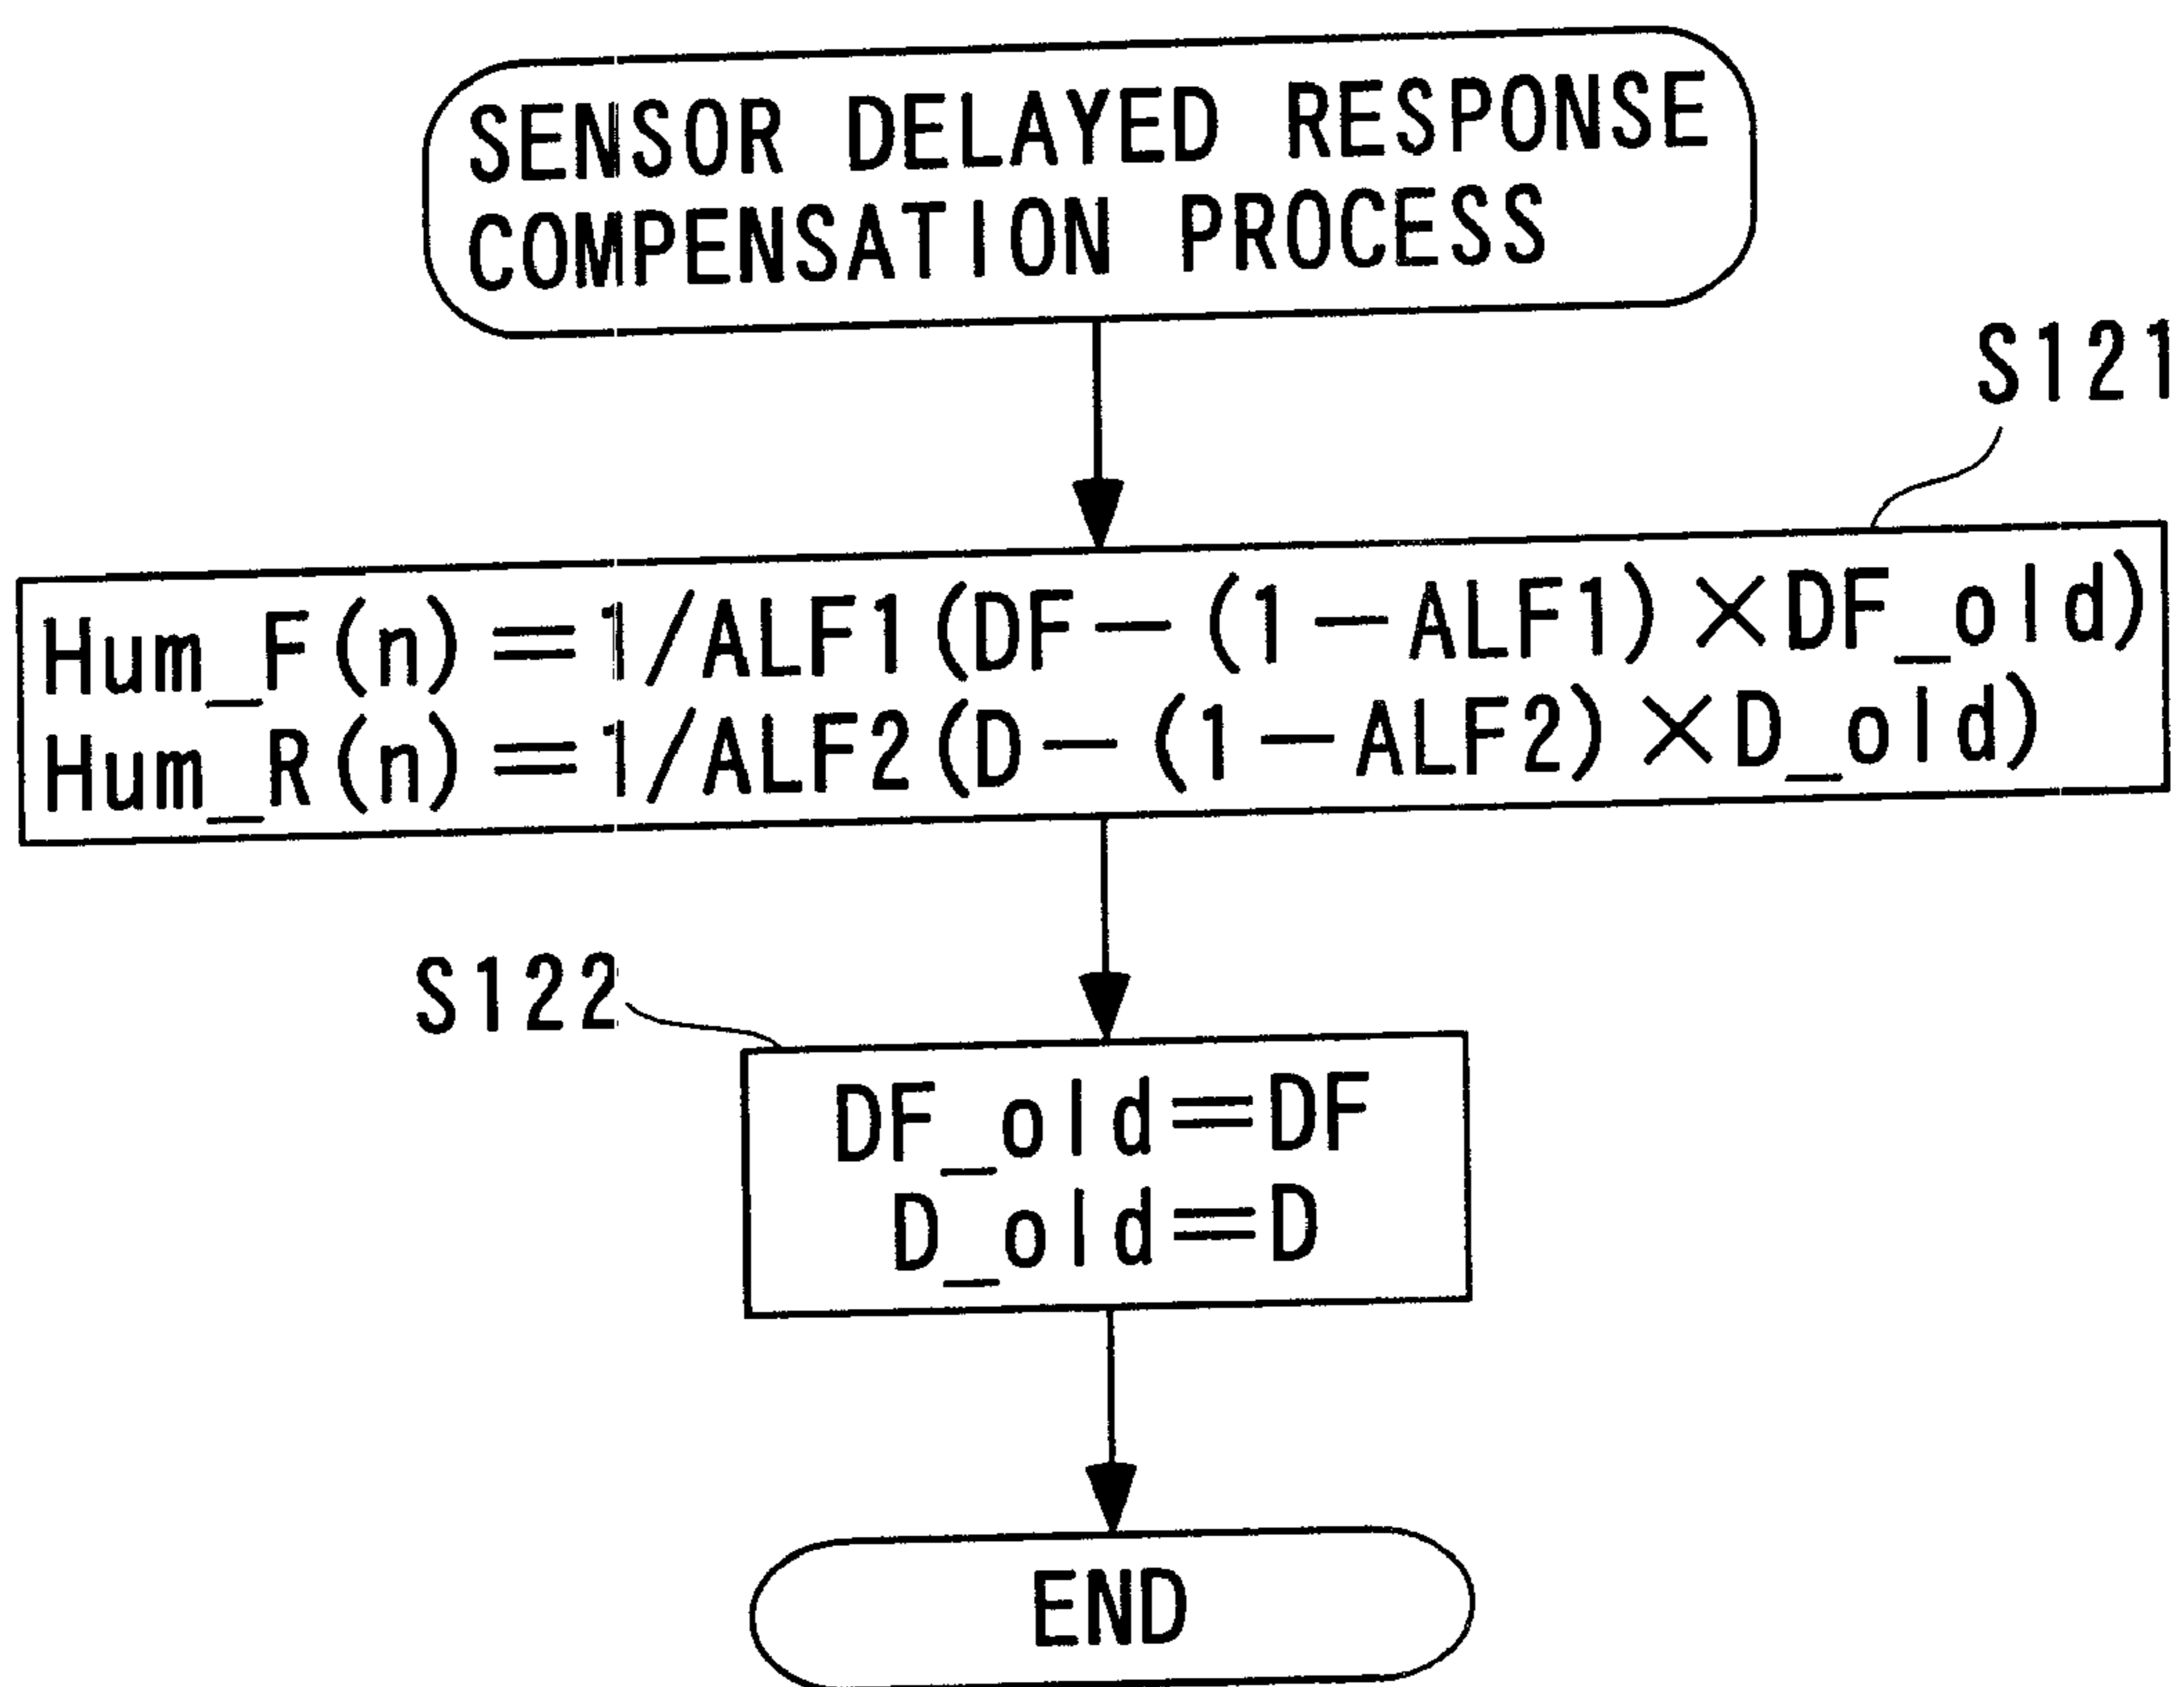 SENSOR DELAYED RESPONSE
COMPENSATION PROCESS
S121
Hum_F(n)=1/ALF1(DF-(1-ALF1)×DF_old)
Hum_R(n)=1/ALF2(D-(1-ALF2)×D_old)
S122
DF_old=DF
D_old=D
END